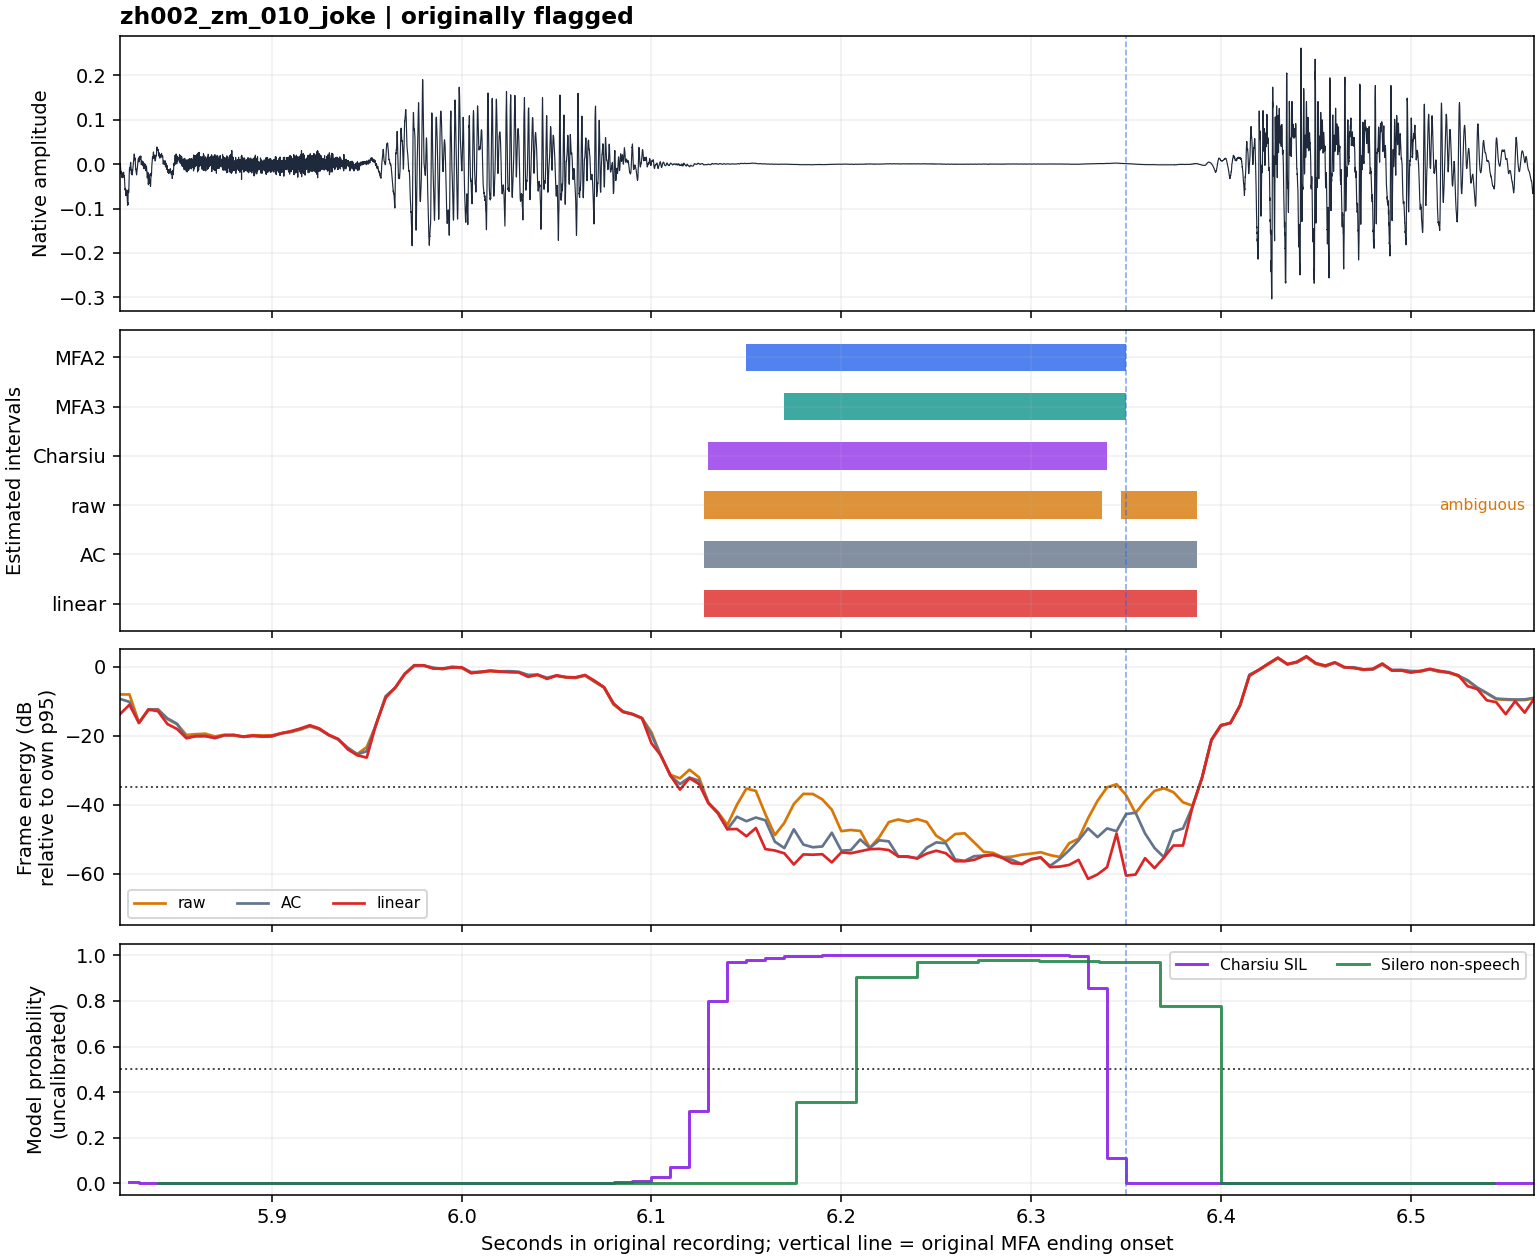 zh002_zm_010_joke | originally flagged
Native amplitude
0.2
0.1
0.0
−0.1
−0.2
−0.3
Estimated intervals
MFA2
MFA3
Charsiu
raw
AC
linear
ambiguous
Frame energy (dB
relative to own p95)
0
−20
−40
−60
raw
AC
linear
Model probability
(uncalibrated)
1.0
0.8
0.6
0.4
0.2
0.0
Charsiu SIL
Silero non-speech
5.9
6.0
6.1
6.2
6.3
6.4
6.5
Seconds in original recording; vertical line = original MFA ending onset